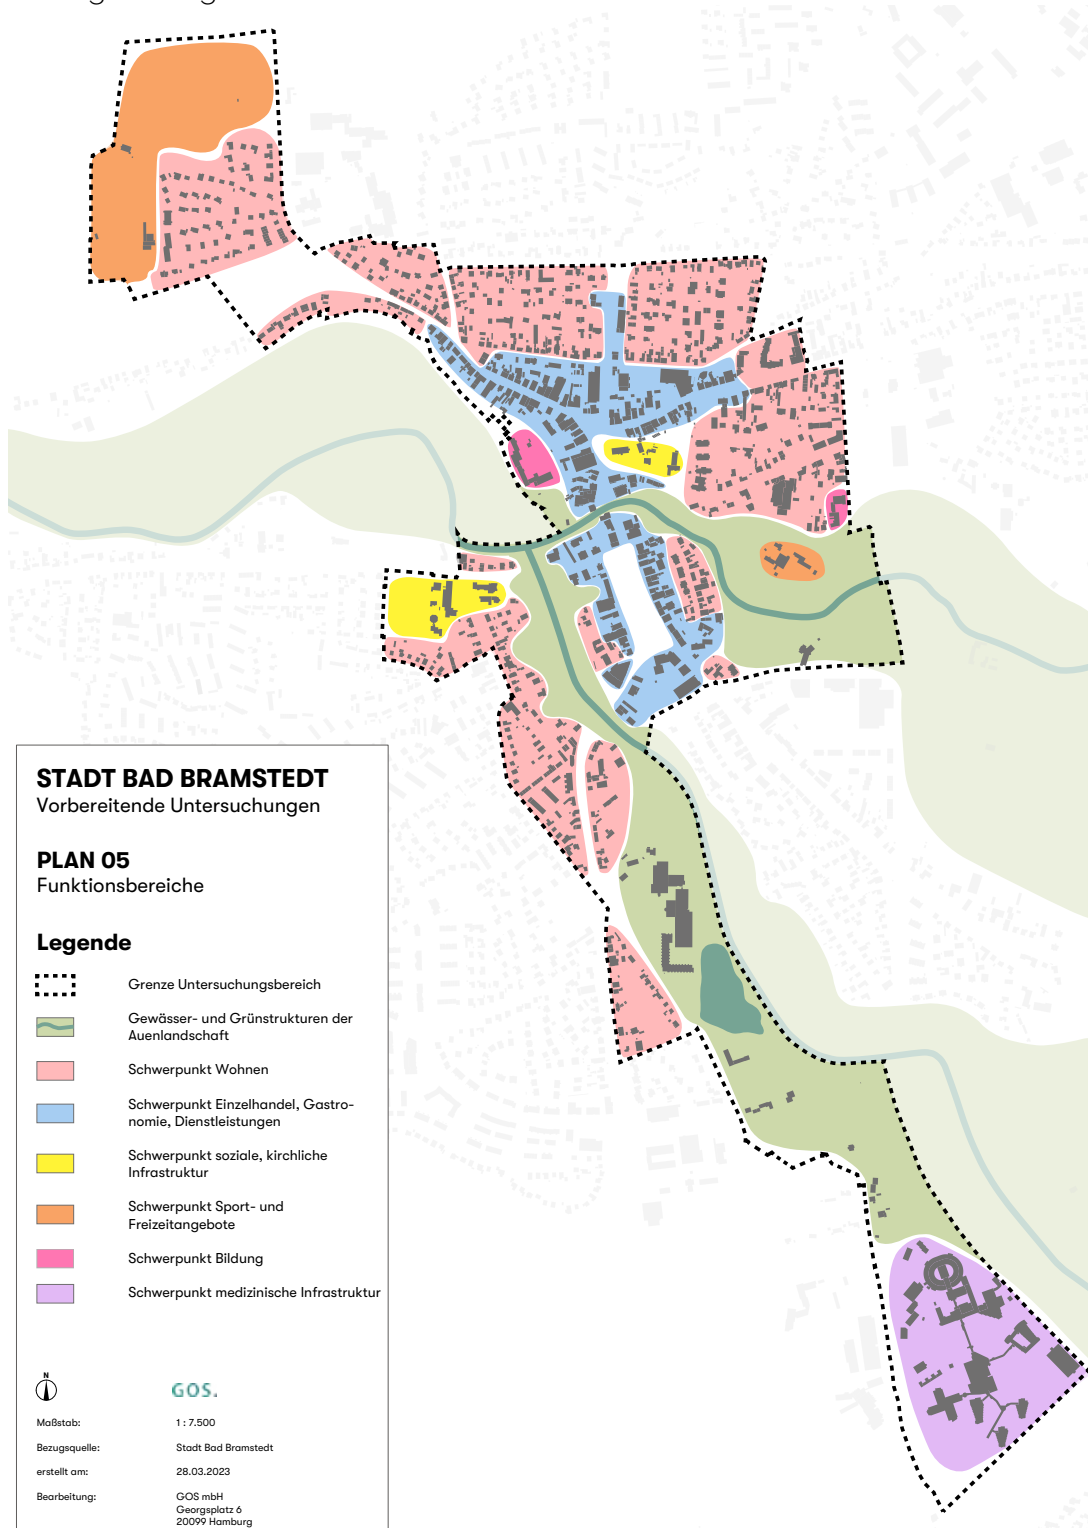 STADT BAD BRAMSTEDT
Vorbereitende Untersuchungen
PLAN 05
Funktionsbereiche
Legende
Grenze Untersuchungsbereich
Gewässer- und Grünstrukturen der
Auenlandschaft
Schwerpunkt Wohnen
Schwerpunkt Einzelhandel, Gastro-
nomie, Dienstleistungen
Schwerpunkt soziale, kirchliche
Infrastruktur
Schwerpunkt Sport- und
Freizeitangebote
Schwerpunkt Bildung
Schwerpunkt medizinische Infrastruktur
N
GOS.
Maßstab: 1 : 7.500
Bezugsquelle: Stadt Bad Bramstedt
erstellt am: 28.03.2023
Bearbeitung: GOS mbH
Georgsplatz 6
20099 Hamburg